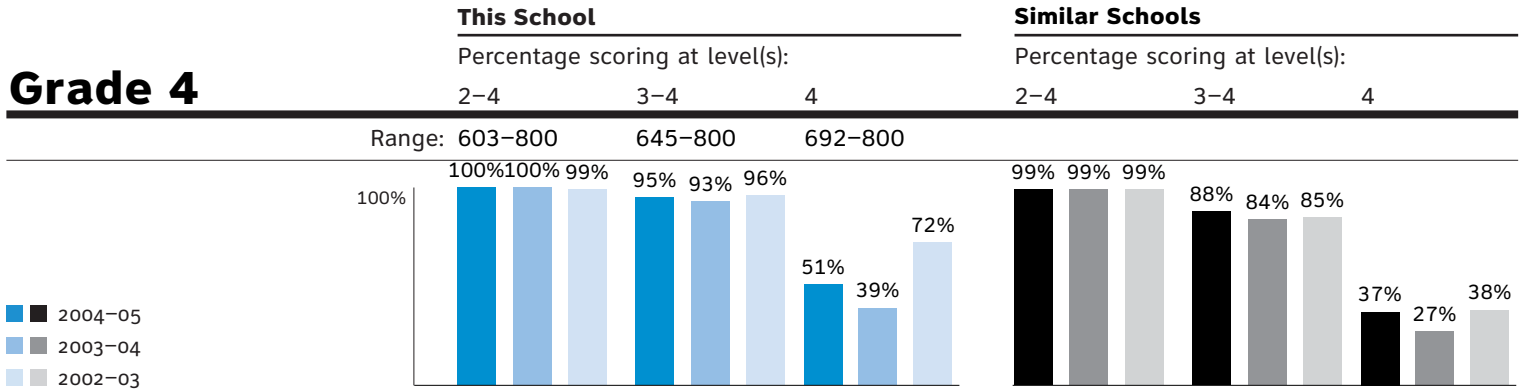 This School Similar Schools
Percentage scoring at level(s): Percentage scoring at level(s):
Grade 4 2–4 3–4 4 2–4 3–4 4
Range: 603–800 645–800 692–800
100% 100% 99% 95% 93% 96% 51% 39% 72% 99% 99% 99% 88% 84% 85% 37% 27% 38%
100%
2004–05
2003–04
2002–03